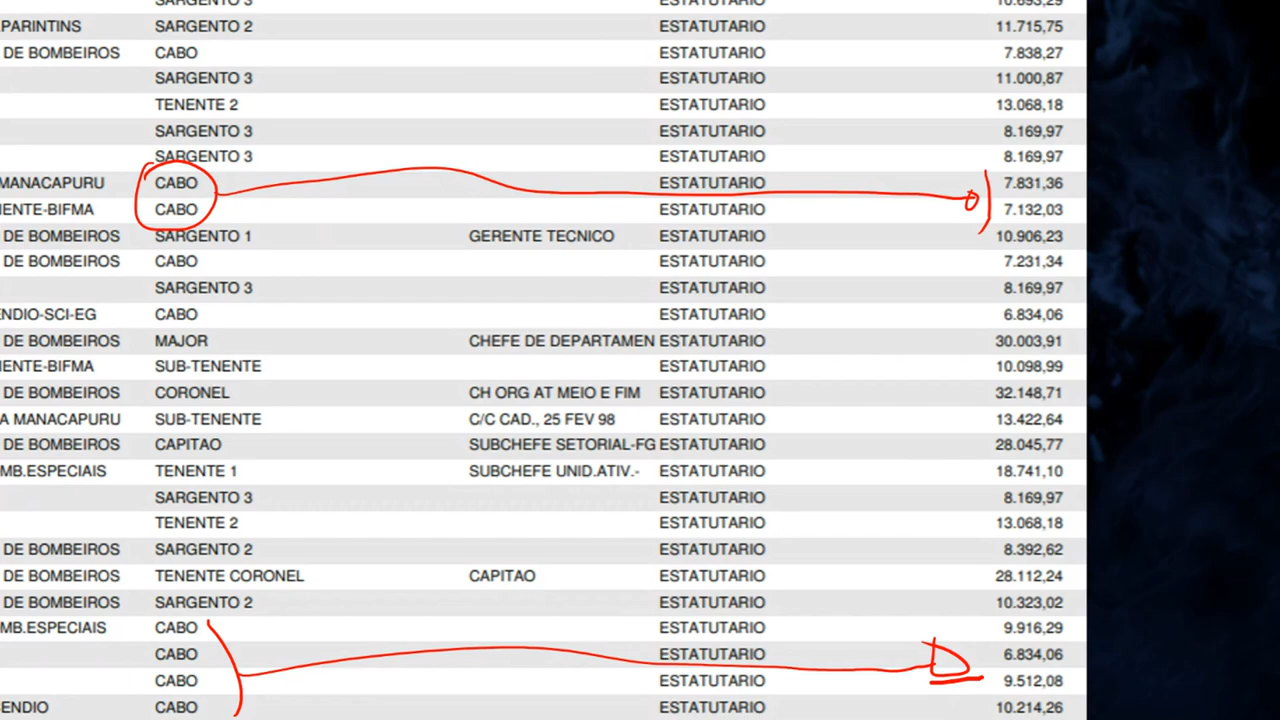 SARGENTO 3 ESTATUTARIO 10.693,29
PARINTINS SARGENTO 2 ESTATUTARIO 11.715,75
DE BOMBEIROS CABO ESTATUTARIO 7.838,27
SARGENTO 3 ESTATUTARIO 11.000,87
TENENTE 2 ESTATUTARIO 13.068,18
SARGENTO 3 ESTATUTARIO 8.169,97
SARGENTO 3 ESTATUTARIO 8.169,97
MANACAPURU CABO ESTATUTARIO 7.831,36
IENTE-BIFMA CABO ESTATUTARIO 7.132,03
DE BOMBEIROS SARGENTO 1 GERENTE TECNICO ESTATUTARIO 10.906,23
DE BOMBEIROS CABO ESTATUTARIO 7.231,34
SARGENTO 3 ESTATUTARIO 8.169,97
ENDIO-SCI-EG CABO ESTATUTARIO 6.834,06
DE BOMBEIROS MAJOR CHEFE DE DEPARTAMEN ESTATUTARIO 30.003,91
IENTE-BIFMA SUB-TENENTE ESTATUTARIO 10.098,99
DE BOMBEIROS CORONEL CH ORG AT MEIO E FIM ESTATUTARIO 32.148,71
A MANACAPURU SUB-TENENTE C/C CAD., 25 FEV 98 ESTATUTARIO 13.422,64
DE BOMBEIROS CAPITAO SUBCHEFE SETORIAL-FG ESTATUTARIO 28.045,77
MB.ESPECIAIS TENENTE 1 SUBCHEFE UNID.ATIV.- ESTATUTARIO 18.741,10
SARGENTO 3 ESTATUTARIO 8.169,97
TENENTE 2 ESTATUTARIO 13.068,18
DE BOMBEIROS SARGENTO 2 ESTATUTARIO 8.392,62
DE BOMBEIROS TENENTE CORONEL CAPITAO ESTATUTARIO 28.112,24
DE BOMBEIROS SARGENTO 2 ESTATUTARIO 10.323,02
MB.ESPECIAIS CABO ESTATUTARIO 9.916,29
CABO ESTATUTARIO 6.834,06
CABO ESTATUTARIO 9.512,08
ENDIO CABO ESTATUTARIO 10.214,26